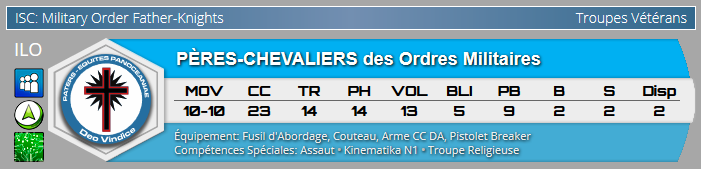 ISC: Military Order Father-Knights Troupes Vétérans
ILO
PATERS-EQUITES PANOCEANIAE
Deo Vindice
PÈRES-CHEVALIERS des Ordres Militaires
MOV CC TR PH VOL BLI PB B S Disp
10-10 23 14 14 13 5 9 2 2 2
Équipement: Fusil d'Abordage, Couteau, Arme CC DA, Pistolet Breaker
Compétences Spéciales: Assaut • Kinematika N1 • Troupe Religieuse